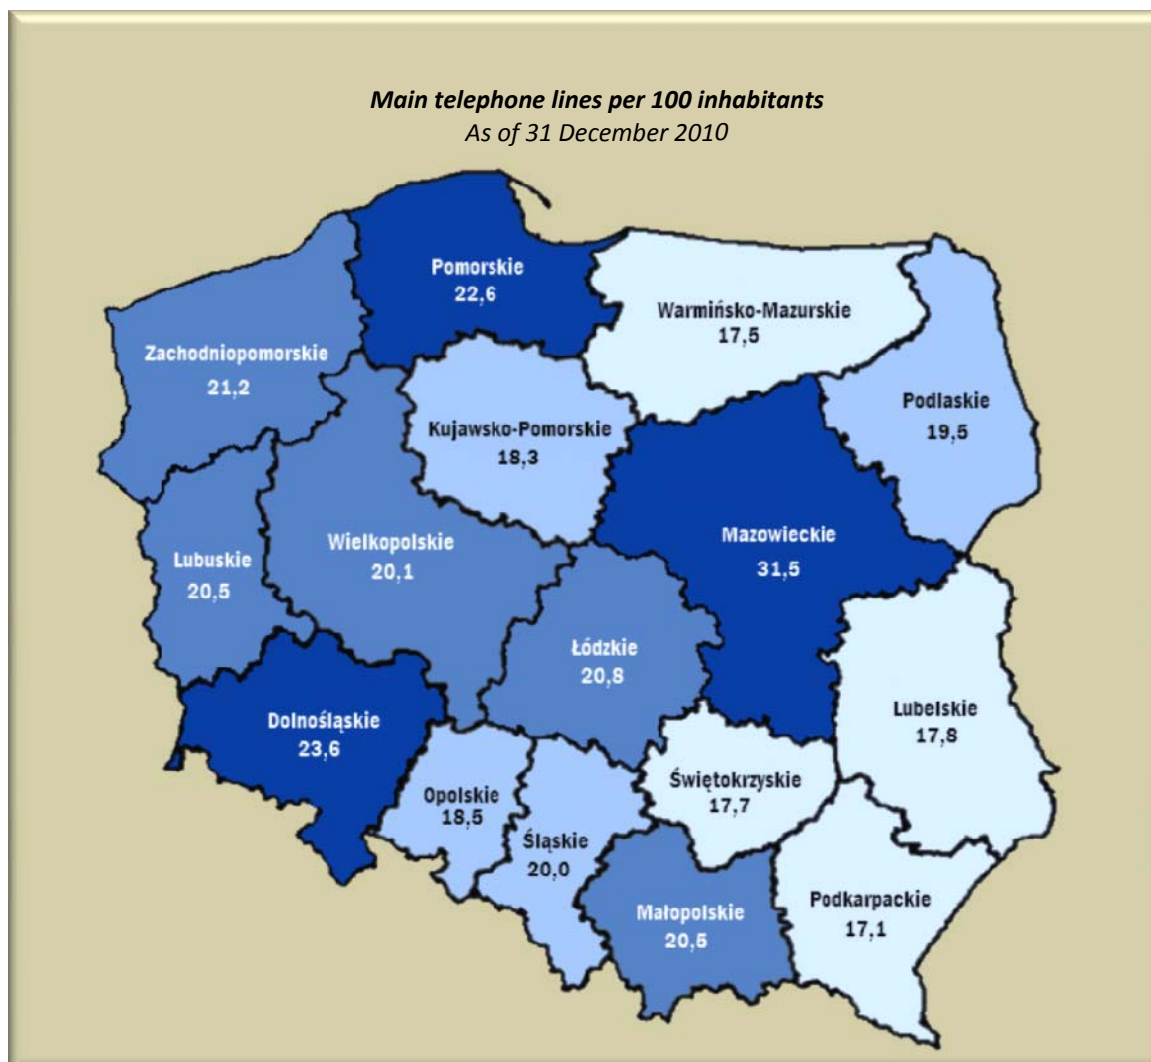 Main telephone lines per 100 inhabitants
As of 31 December 2010
Pomorskie
22,6
Warmińsko-Mazurskie
17,5
Zachodniopomorskie
21,2
Podlaskie
19,5
Kujawsko-Pomorskie
18,3
Mazowieckie
31,5
Wielkopolskie
20,1
Lubuskie
20,5
Łódzkie
20,8
Lubelskie
17,8
Dolnośląskie
23,6
Świętokrzyskie
17,7
Opolskie
18,5
Śląskie
20,0
Podkarpackie
17,1
Małopolskie
20,5